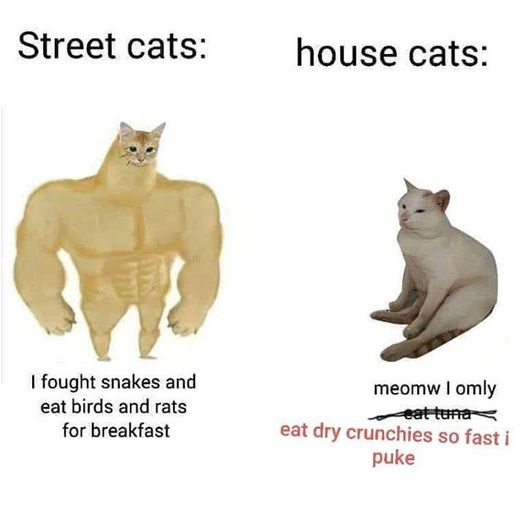 Street cats:
house cats:
I fought snakes and
eat birds and rats
for breakfast
meomw I omly
eat tuna
eat dry crunchies so fast i
puke